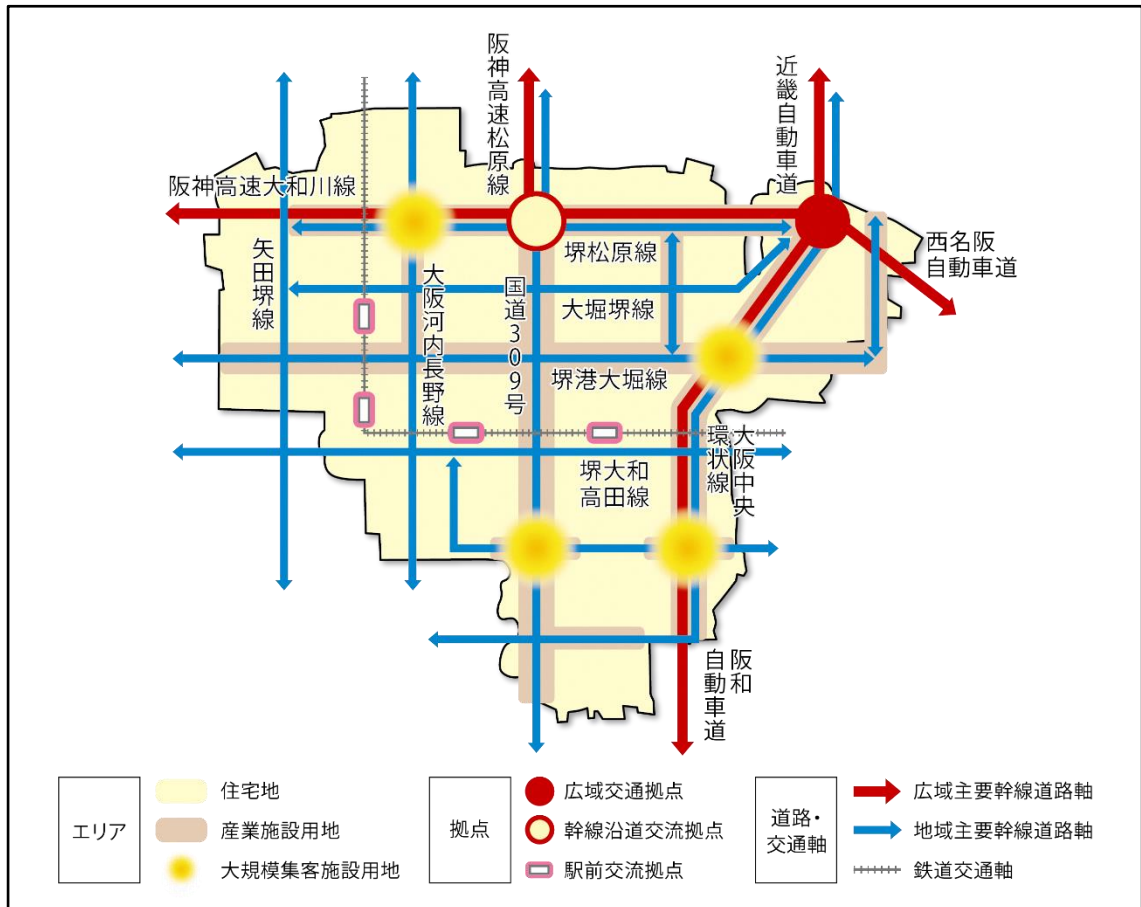 阪神高速松原線
近畿自動車道
阪神高速大和川線
西名阪
自動車道
矢田堺線
大阪河内長野線
国道309号
堺松原線
大堀堺線
堺港大堀線
堺大和
高田線
大阪中央
環状線
阪和
自動車道
エリア
住宅地
産業施設用地
大規模集客施設用地
拠点
広域交通拠点
幹線沿道交流拠点
駅前交流拠点
道路・
交通軸
広域主要幹線道路軸
地域主要幹線道路軸
鉄道交通軸